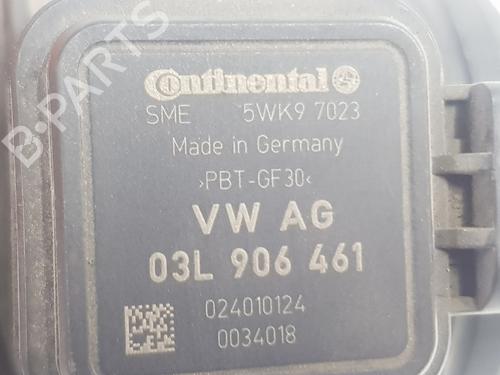 Continental
SME 5WK9 7023
Made in Germany
>PBT-GF30<
VW AG
03L 906 461
024010124
0034018
B-PARTS